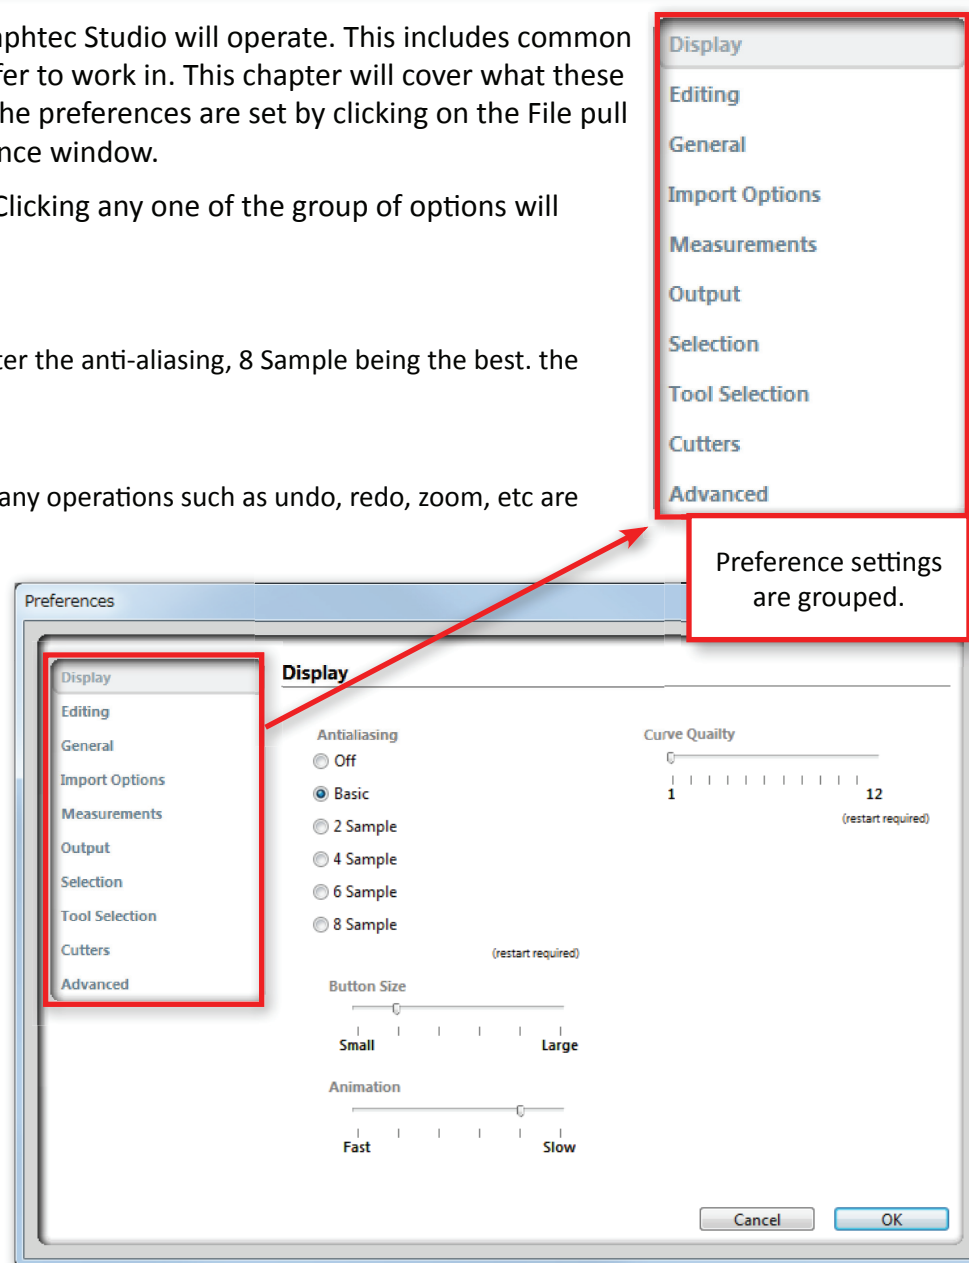 aphtec Studio will operate. This includes common
fer to work in. This chapter will cover what these
he preferences are set by clicking on the File pull
nce window.
Clicking any one of the group of options will
ter the anti-aliasing, 8 Sample being the best. the
any operations such as undo, redo, zoom, etc are
Display
Editing
General
Import Options
Measurements
Output
Selection
Tool Selection
Cutters
Advanced
Preference settings
are grouped.
Preferences
Display
Editing
General
Import Options
Measurements
Output
Selection
Tool Selection
Cutters
Advanced
Display
Antialiasing
Off
Basic
2 Sample
4 Sample
6 Sample
8 Sample
(restart required)
Button Size
Small Large
Animation
Fast Slow
Curve Quailty
1 12
(restart required)
Cancel OK